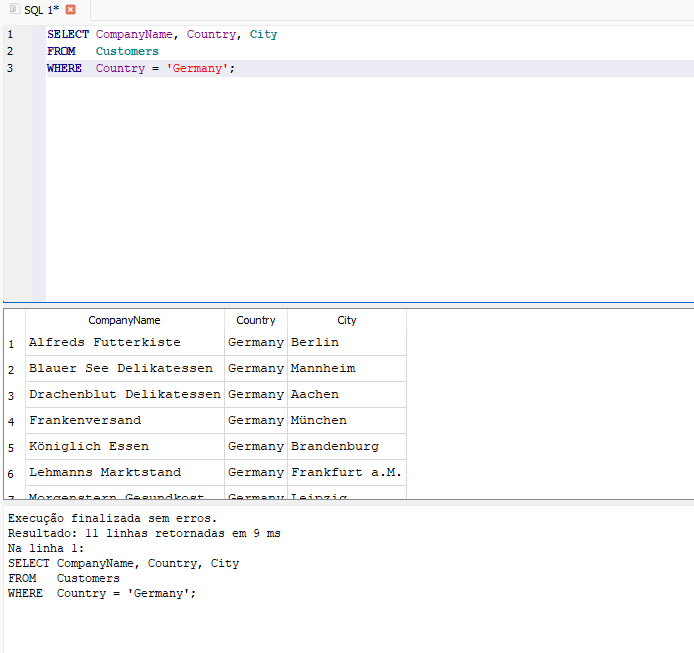 SQL 1*
1 SELECT CompanyName, Country, City
2 FROM   Customers
3 WHERE  Country = 'Germany';
CompanyName Country City
1 Alfreds Futterkiste Germany Berlin
2 Blauer See Delikatessen Germany Mannheim
3 Drachenblut Delikatessen Germany Aachen
4 Frankenversand Germany München
5 Königlich Essen Germany Brandenburg
6 Lehmanns Marktstand Germany Frankfurt a.M.
7 Morgenstern Gesundkost Germany Leipzig
Execução finalizada sem erros.
Resultado: 11 linhas retornadas em 9 ms
Na linha 1:
SELECT CompanyName, Country, City
FROM   Customers
WHERE  Country = 'Germany';